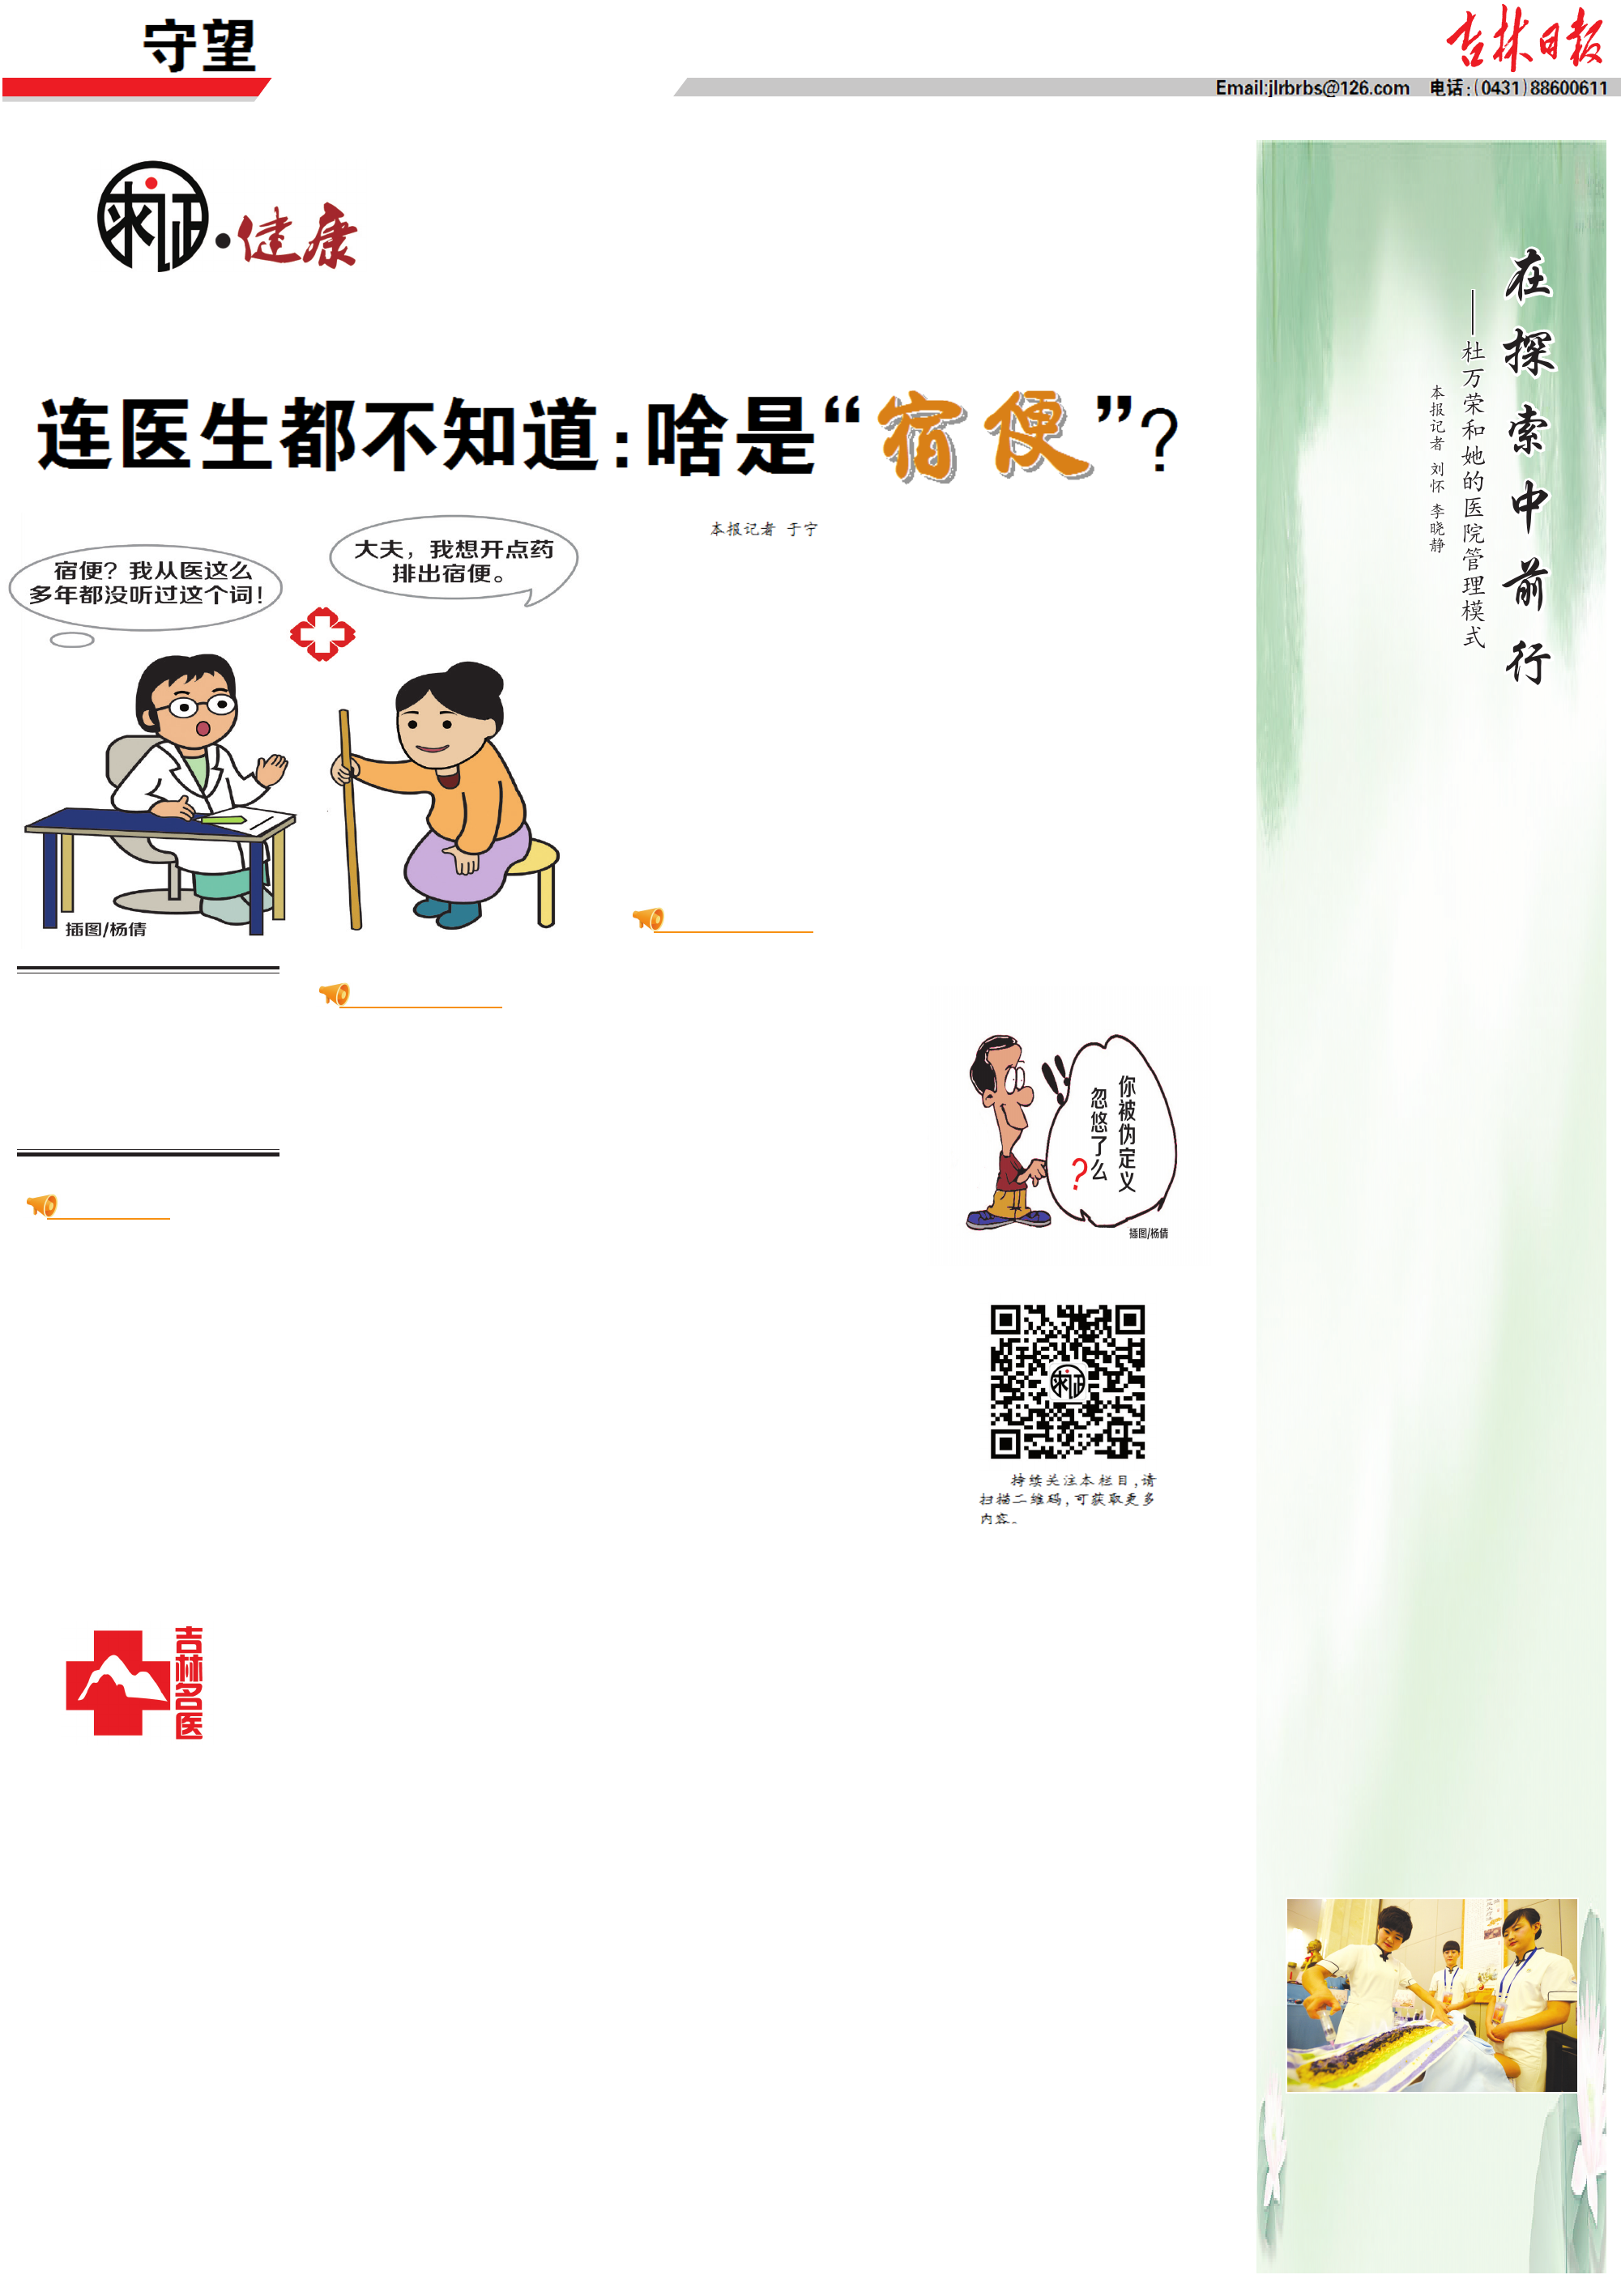 守望
吉林日报
Email:jlrbrbs@126.com 电话:(0431)88600611
求证·健康
连医生都不知道:啥是“宿便”?
本报记者 于宁
宿便?我从医这么
多年都没听过这个词!
大夫,我想开点药
排出宿便。
插图/杨倩
你被伪定义
忽悠了么?
插图/杨倩
求证
持续关注本栏目,请
扫描二维码,可获取更多
内容。
吉林名医
在探索中前行
——杜万荣和她的医院管理模式
本报记者 刘怀 李晓静